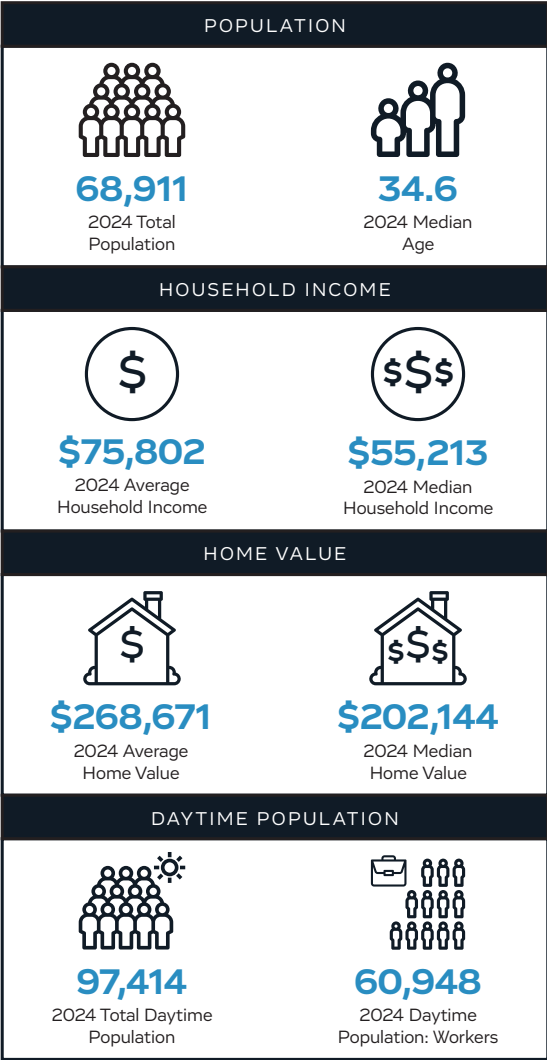 POPULATION
68,911
2024 Total
Population
34.6
2024 Median
Age
HOUSEHOLD INCOME
$
$75,802
2024 Average
Household Income
$$$
$55,213
2024 Median
Household Income
HOME VALUE
$
$268,671
2024 Average
Home Value
$$$
$202,144
2024 Median
Home Value
DAYTIME POPULATION
97,414
2024 Total Daytime
Population
60,948
2024 Daytime
Population: Workers